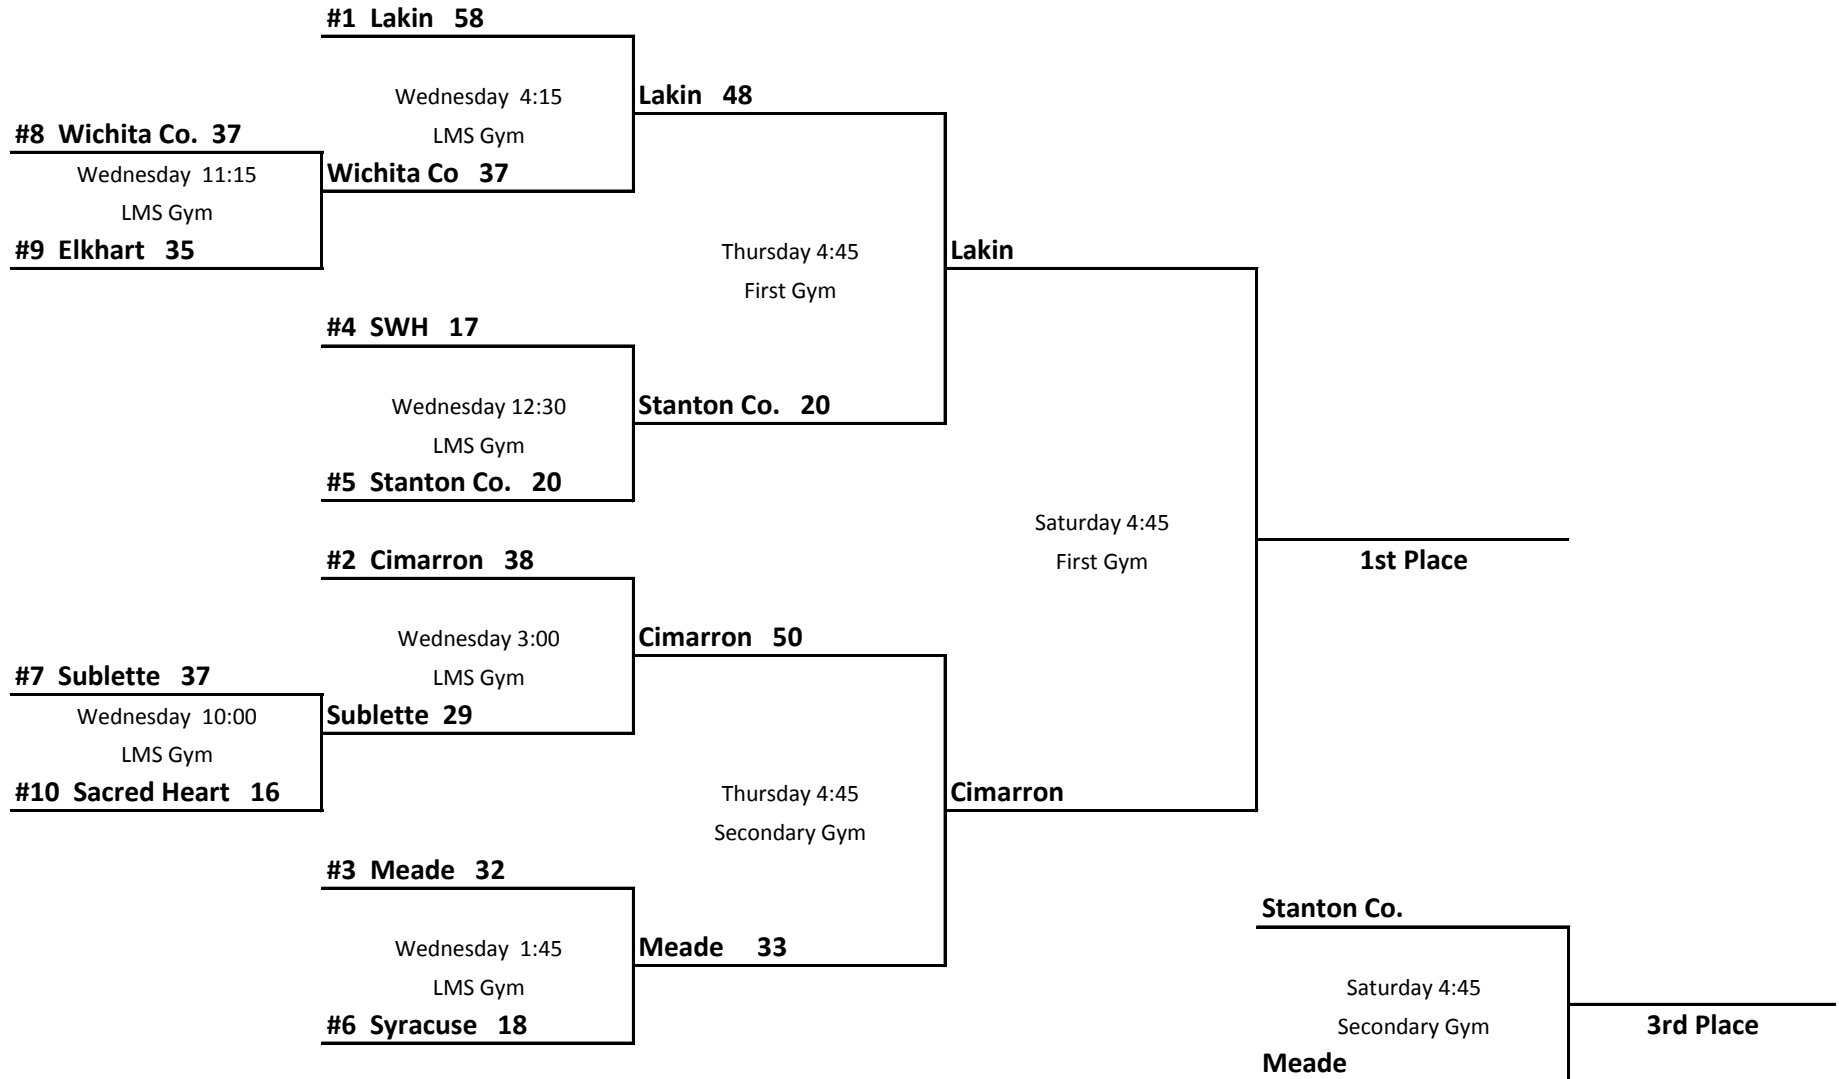 #1 Lakin 58
Wednesday 4:15
LMS Gym
Lakin 48
#8 Wichita Co. 37
Wednesday 11:15
LMS Gym
#9 Elkhart 35
Wichita Co 37
Thursday 4:45
First Gym
Lakin
#4 SWH 17
Wednesday 12:30
LMS Gym
#5 Stanton Co. 20
Stanton Co. 20
Saturday 4:45
First Gym
1st Place
#2 Cimarron 38
Wednesday 3:00
LMS Gym
Cimarron 50
#7 Sublette 37
Wednesday 10:00
LMS Gym
#10 Sacred Heart 16
Sublette 29
Thursday 4:45
Secondary Gym
Cimarron
#3 Meade 32
Wednesday 1:45
LMS Gym
#6 Syracuse 18
Meade 33
Stanton Co.
Saturday 4:45
Secondary Gym
Meade
3rd Place